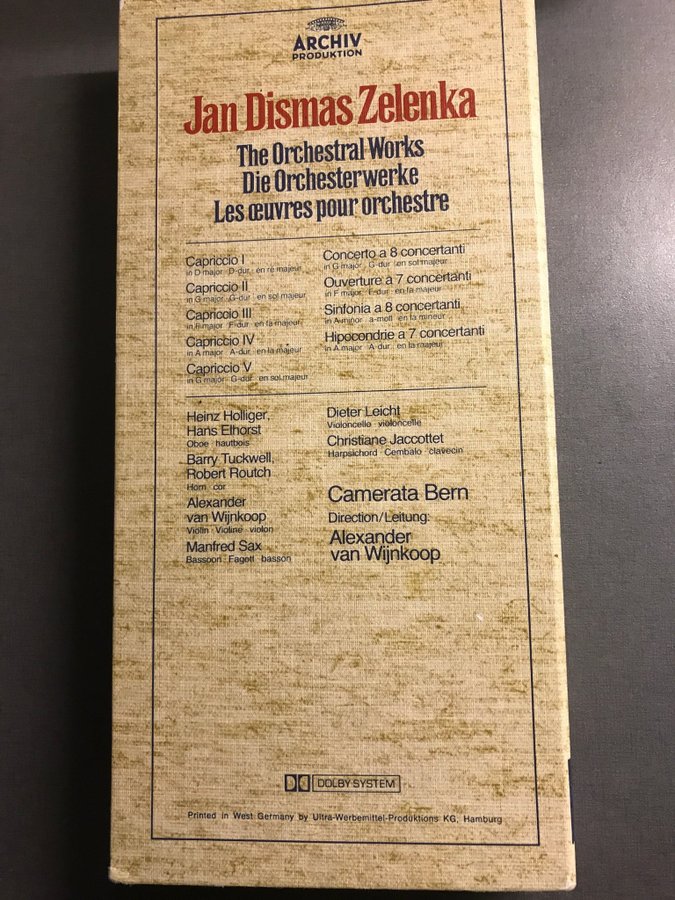 ARCHIV
PRODUKTION
Jan Dismas Zelenka
The Orchestral Works
Die Orchesterwerke
Les œuvres pour orchestre
Capriccio I
in D major · D-dur · en ré majeur
Capriccio II
in G major · G-dur · en sol majeur
Capriccio III
in F major · F-dur · en fa majeur
Capriccio IV
in A major · A-dur · en la majeur
Capriccio V
in G major · G-dur · en sol majeur
Concerto a 8 concertanti
in G major · G-dur · en sol majeur
Ouverture a 7 concertanti
in F major · F-dur · en fa majeur
Sinfonia a 8 concertanti
in A minor · a-moll · en la mineur
Hipocondrie a 7 concertanti
in A major · A-dur · en la majeur
Heinz Holliger,
Hans Elhorst
Oboe · hautbois
Barry Tuckwell,
Robert Routch
Horn · cor
Alexander
van Wijnkoop
Violin · Violine · violon
Manfred Sax
Bassoon · Fagott · basson
Dieter Leicht
Violoncello · violoncelle
Christiane Jaccottet
Harpsichord · Cembalo · clavecin
Camerata Bern
Direction/Leitung:
Alexander
van Wijnkoop
DOLBY SYSTEM
Printed in West Germany by Ultra-Werbemittel-Produktions KG, Hamburg